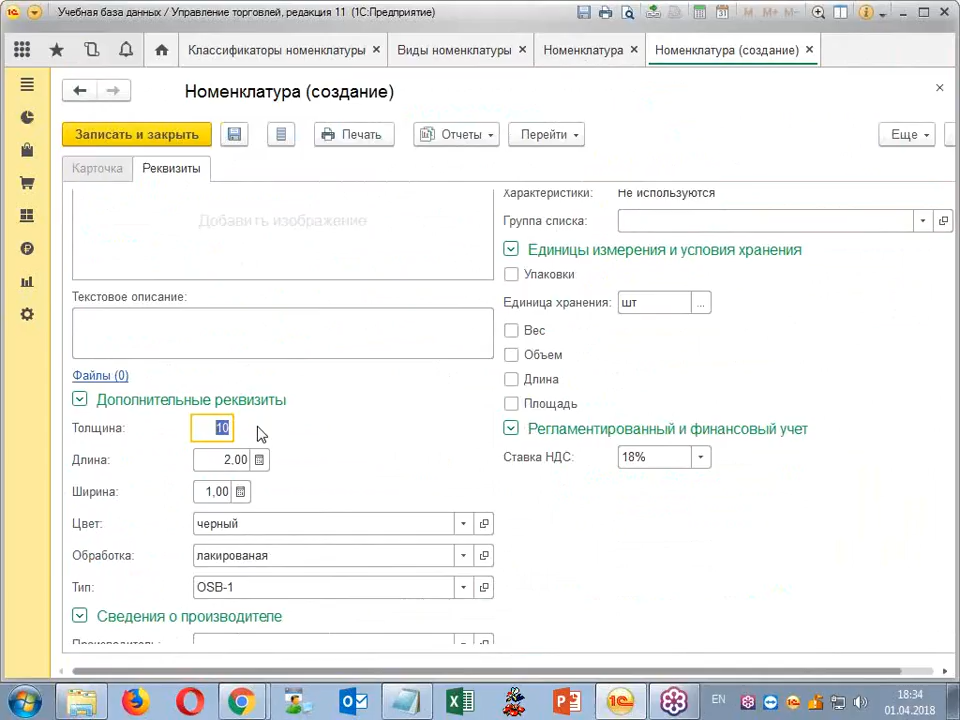 Учебная база данных / Управление торговлей, редакция 11 (1С:Предприятие)
M M+ M-
Классификаторы номенклатуры × Виды номенклатуры × Номенклатура × Номенклатура (создание) ×
Номенклатура (создание)
Записать и закрыть Печать Отчеты Перейти Еще
Карточка Реквизиты
Добавить изображение
Характеристики: Не используются
Группа списка:
Единицы измерения и условия хранения
Упаковки
Текстовое описание:
Единица хранения: шт ...
Вес
Объем
Длина
Площадь
Файлы (0)
Дополнительные реквизиты
Регламентированный и финансовый учет
Толщина: 10
Ставка НДС: 18%
Длина: 2,00
Ширина: 1,00
Цвет: черный
Обработка: лакированая
Тип: OSB-1
Сведения о производителе
Производитель:
EN
18:34
01.04.2018